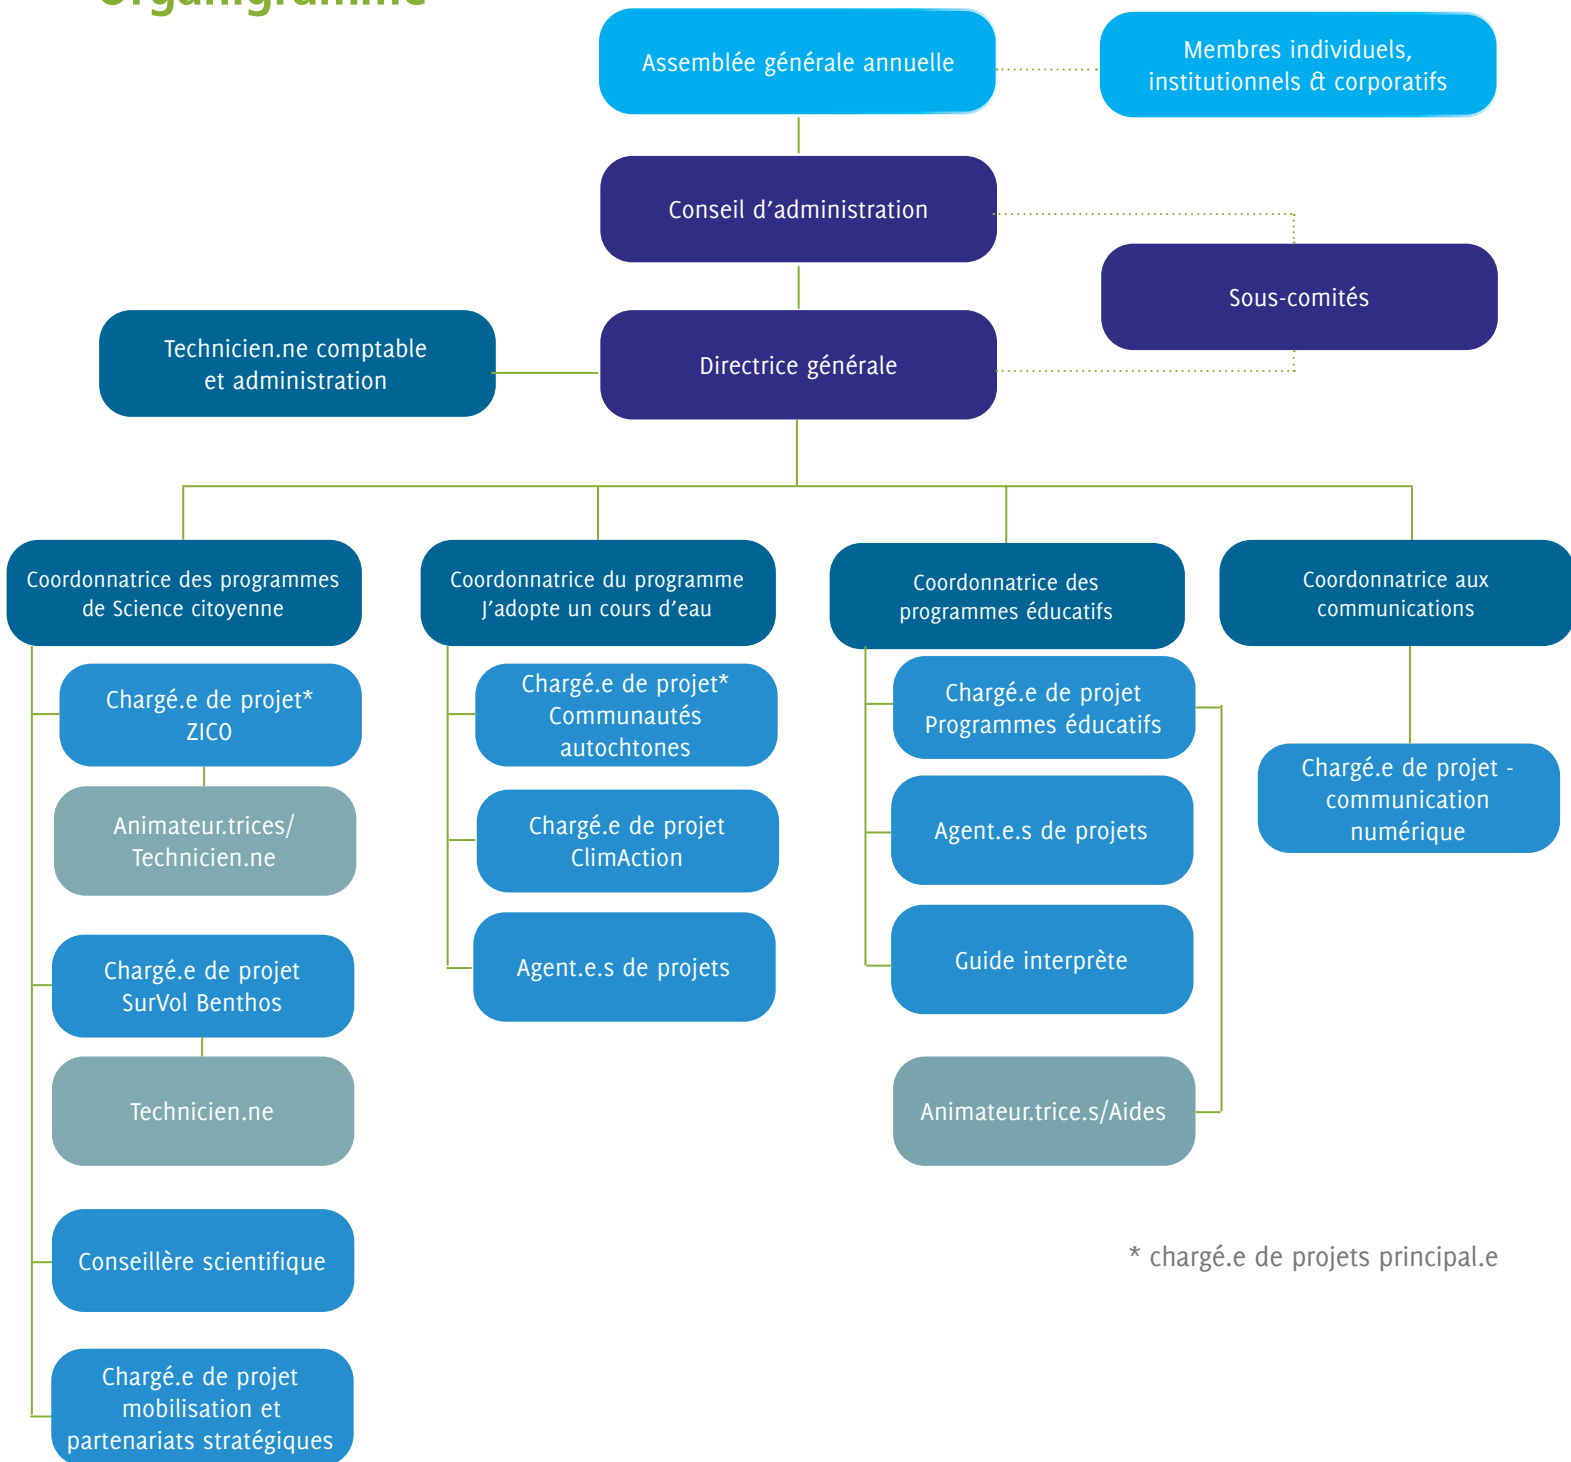 Organigramme
Assemblée générale annuelle
Membres individuels,
institutionnels & corporatifs
Conseil d'administration
Sous-comités
Technicien.ne comptable
et administration
Directrice générale
Coordonnatrice des programmes
de Science citoyenne
Chargé.e de projet*
ZICO
Animateur.trices/
Technicien.ne
Chargé.e de projet
SurVol Benthos
Technicien.ne
Conseillère scientifique
Chargé.e de projet
mobilisation et
partenariats stratégiques
Coordonnatrice du programme
J'adopte un cours d'eau
Chargé.e de projet*
Communautés
autochtones
Chargé.e de projet
ClimAction
Agent.e.s de projets
Coordonnatrice des
programmes éducatifs
Chargé.e de projet
Programmes éducatifs
Agent.e.s de projets
Guide interprète
Animateur.trice.s/Aides
Coordonnatrice aux
communications
Chargé.e de projet -
communication
numérique
* chargé.e de projets principal.e